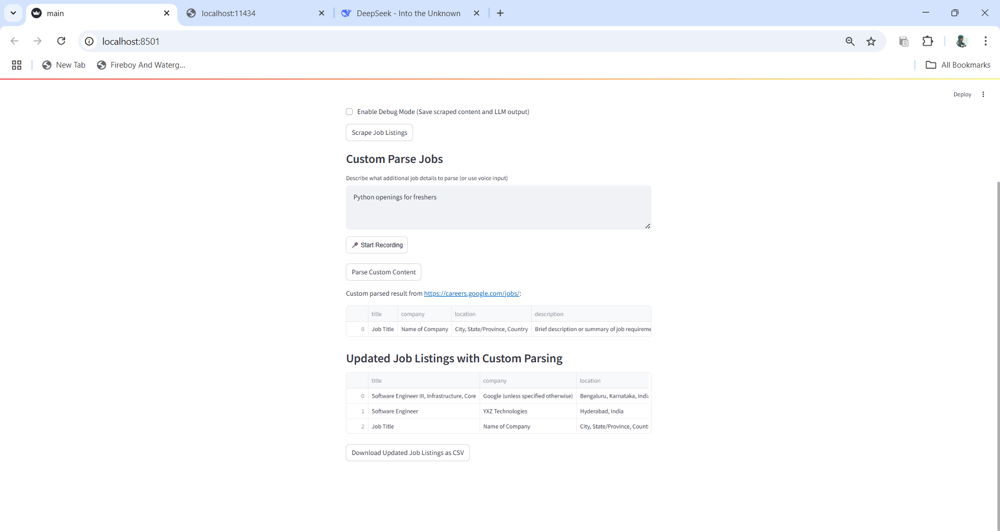 main
localhost:11434
DeepSeek - Into the Unknown
localhost:8501
New Tab
Fireboy And Waterg...
All Bookmarks
Deploy
Enable Debug Mode (Save scraped content and LLM output)
Scrape Job Listings
Custom Parse Jobs
Describe what additional job details to parse (or use voice input)
Python openings for freshers
Start Recording
Parse Custom Content
Custom parsed result from https://careers.google.com/jobs/:
title company location description
0 Job Title Name of Company City, State/Province, Country Brief description or summary of job requireme
Updated Job Listings with Custom Parsing
title company location
0 Software Engineer III, Infrastructure, Core Google (unless specified otherwise) Bengaluru, Karnataka, India
1 Software Engineer YXZ Technologies Hyderabad, India
2 Job Title Name of Company City, State/Province, Count
Download Updated Job Listings as CSV